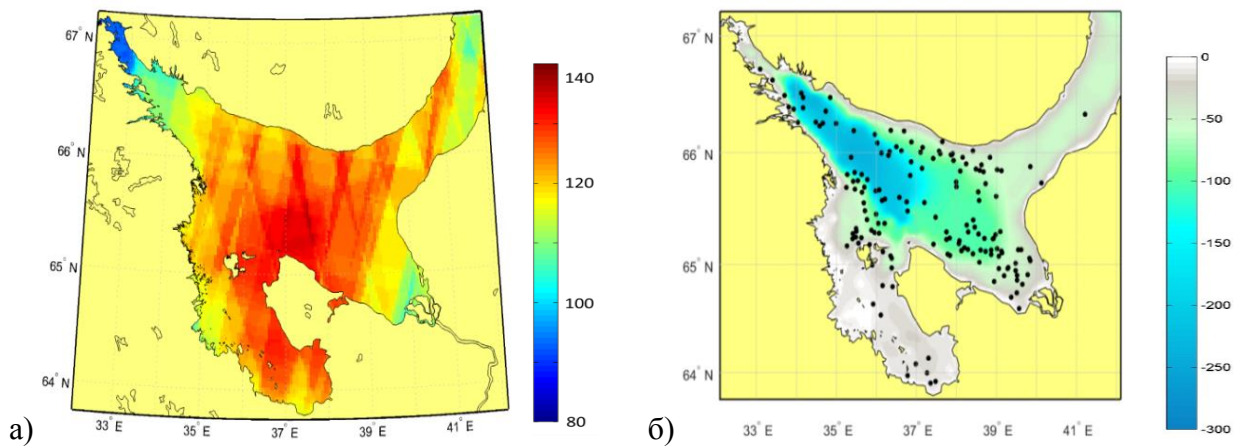 67° N
66° N
65° N
64° N
33° E
35° E
37° E
39° E
41° E
140
120
100
80
а)
67° N
66° N
65° N
64° N
33° E
35° E
37° E
39° E
41° E
0
-50
-100
-150
-200
-250
-300
б)